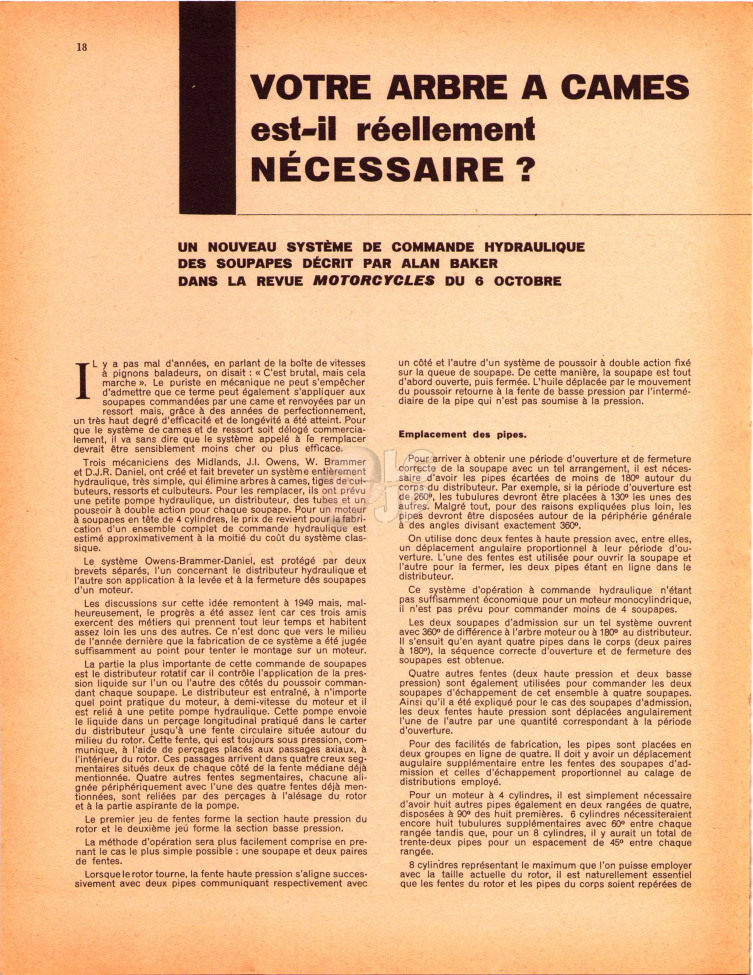 18
VOTRE ARBRE A CAMES
est-il réellement
NÉCESSAIRE ?
UN NOUVEAU SYSTÈME DE COMMANDE HYDRAULIQUE
DES SOUPAPES DÉCRIT PAR ALAN BAKER
DANS LA REVUE MOTORCYCLES DU 6 OCTOBRE
IL y a pas mal d'années, en parlant de la boîte de vitesses
à pignons baladeurs, on disait : « C'est brutal, mais cela
marche ». Le puriste en mécanique ne peut s'empêcher
d'admettre que ce terme peut également s'appliquer aux
soupapes commandées par une came et renvoyées par un
ressort mais, grâce à des années de perfectionnement,
un très haut degré d'efficacité et de longévité a été atteint. Pour
que le système de cames et de ressort soit délogé commercia-
lement, il va sans dire que le système appelé à le remplacer
devrait être sensiblement moins cher ou plus efficace.
Trois mécaniciens des Midlands, J.I. Owens, W. Brammer
et D.J.R. Daniel, ont créé et fait breveter un système entièrement
hydraulique, très simple, qui élimine arbres à cames, tiges de cul-
buteurs, ressorts et culbuteurs. Pour les remplacer, ils ont prévu
une petite pompe hydraulique, un distributeur, des tubes et un
poussoir à double action pour chaque soupape. Pour un moteur
à soupapes en tête de 4 cylindres, le prix de revient pour la fabri-
cation d'un ensemble complet de commande hydraulique est
estimé approximativement à la moitié du coût du système clas-
sique.
Le système Owens-Brammer-Daniel, est protégé par deux
brevets séparés, l'un concernant le distributeur hydraulique et
l'autre son application à la levée et à la fermeture dés soupapes
d'un moteur.
Les discussions sur cette idée remontent à 1949 mais, mal-
heureusement, le progrès a été assez lent car ces trois amis
exercent des métiers qui prennent tout leur temps et habitent
assez loin les uns des autres. Ce n'est donc que vers le milieu
de l'année dernière que la fabrication de ce système a été jugée
suffisamment au point pour tenter le montage sur un moteur.
La partie la plus importante de cette commande de soupapes
est le distributeur rotatif car il contrôle l'application de la pres-
sion liquide sur l'un ou l'autre des côtés du poussoir comman-
dant chaque soupape. Le distributeur est entraîné, à n'importe
quel point pratique du moteur, à demi-vitesse du moteur et il
est relié à une petite pompe hydraulique. Cette pompe envoie
le liquide dans un perçage longitudinal pratiqué dans le carter
du distributeur jusqu'à une fente circulaire située autour du
milieu du rotor. Cette fente, qui est toujours sous pression, com-
munique, à l'aide de perçages placés aux passages axiaux, à
l'intérieur du rotor. Ces passages arrivent dans quatre creux seg-
mentaires situés deux de chaque côté de la fente médiane déjà
mentionnée. Quatre autres fentes segmentaires, chacune ali-
gnée périphériquement avec l'une des quatre fentes déjà men-
tionnées, sont reliées par des perçages à l'alésage du rotor
et à la partie aspirante de la pompe.
Le premier jeu de fentes forme la section haute pression du
rotor et le deuxième jeû forme la section basse pression.
La méthode d'opération sera plus facilement comprise en pre-
nant le cas le plus simple possible : une soupape et deux paires
de fentes.
Lorsque le rotor tourne, la fente haute pression s'aligne succes-
sivement avec deux pipes communiquant respectivement avec
un côté et l'autre d'un système de poussoir à double action fixé
sur la queue de soupape. De cette manière, la soupape est tout
d'abord ouverte, puis fermée. L'huile déplacée par le mouvement
du poussoir retourne à la fente de basse pression par l'intermé-
diaire de la pipe qui n'est pas soumise à la pression.
Emplacement des pipes.
Pour arriver à obtenir une période d'ouverture et de fermeture
correcte de la soupape avec un tel arrangement, il est néces-
saire d'avoir les pipes écartées de moins de 180° autour du
corps du distributeur. Par exemple, si la période d'ouverture est
de 260°, les tubulures devront être placées à 130° les unes des
autres. Malgré tout, pour des raisons expliquées plus loin, les
pipes devront être disposées autour de la périphérie générale
à des angles divisant exactement 360°.
On utilise donc deux fentes à haute pression avec, entre elles,
un déplacement angulaire proportionnel à leur période d'ou-
verture. L'une des fentes est utilisée pour ouvrir la soupape et
l'autre pour la fermer, les deux pipes étant en ligne dans le
distributeur.
Ce système d'opération à commande hydraulique n'étant
pas suffisamment économique pour un moteur monocylindrique,
il n'est pas prévu pour commander moins de 4 soupapes.
Les deux soupapes d'admission sur un tel système ouvrent
avec 360° de différence à l'arbre moteur ou à 180° au distributeur.
Il s'ensuit qu'en ayant quatre pipes dans le corps (deux paires
à 180°), la séquence correcte d'ouverture et de fermeture des
soupapes est obtenue.
Quatre autres fentes (deux haute pression et deux basse
pression) sont également utilisées pour commander les deux
soupapes d'échappement de cet ensemble à quatre soupapes.
Ainsi qu'il a été expliqué pour le cas des soupapes d'admission,
les deux fentes haute pression sont déplacées angulairement
l'une de l'autre par une quantité correspondant à la période
d'ouverture.
Pour des facilités de fabrication, les pipes sont placées en
deux groupes en ligne de quatre. Il doit y avoir un déplacement
augulaire supplémentaire entre les fentes des soupapes d'ad-
mission et celles d'échappement proportionnel au calage de
distributions employé.
Pour un moteur à 4 cylindres, il est simplement nécessaire
d'avoir huit autres pipes également en deux rangées de quatre,
disposées à 90° des huit premières. 6 cylindres nécessiteraient
encore huit tubulures supplémentaires avec 60° entre chaque
rangée tandis que, pour un 8 cylindres, il y aurait un total de
trente-deux pipes pour un espacement de 45° entre chaque
rangée.
8 cylindres représentant le maximum que l'on puisse employer
avec la taille actuelle du rotor, il est naturellement essentiel
que les fentes du rotor et les pipes du corps soient repérées de